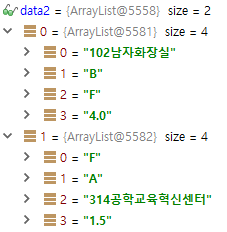 data2 = {ArrayList@5558} size = 2
0 = {ArrayList@5581} size = 4
0 = "102남자화장실"
1 = "B"
2 = "F"
3 = "4.0"
1 = {ArrayList@5582} size = 4
0 = "F"
1 = "A"
2 = "314공학교육혁신센터"
3 = "1.5"